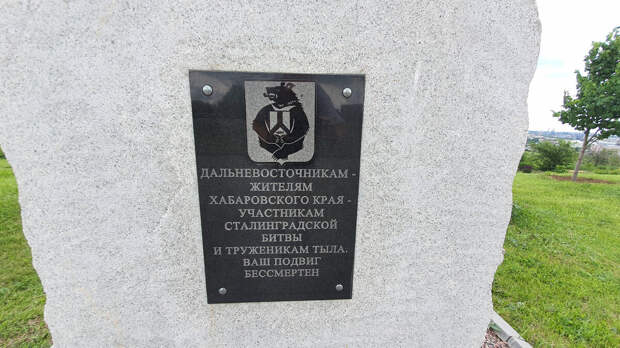 ДАЛЬНЕВОСТОЧНИКАМ -
ЖИТЕЛЯМ
ХАБАРОВСКОГО КРАЯ -
УЧАСТНИКАМ
СТАЛИНГРАДСКОЙ
БИТВЫ
И ТРУЖЕНИКАМ ТЫЛА.
ВАШ ПОДВИГ
БЕССМЕРТЕН